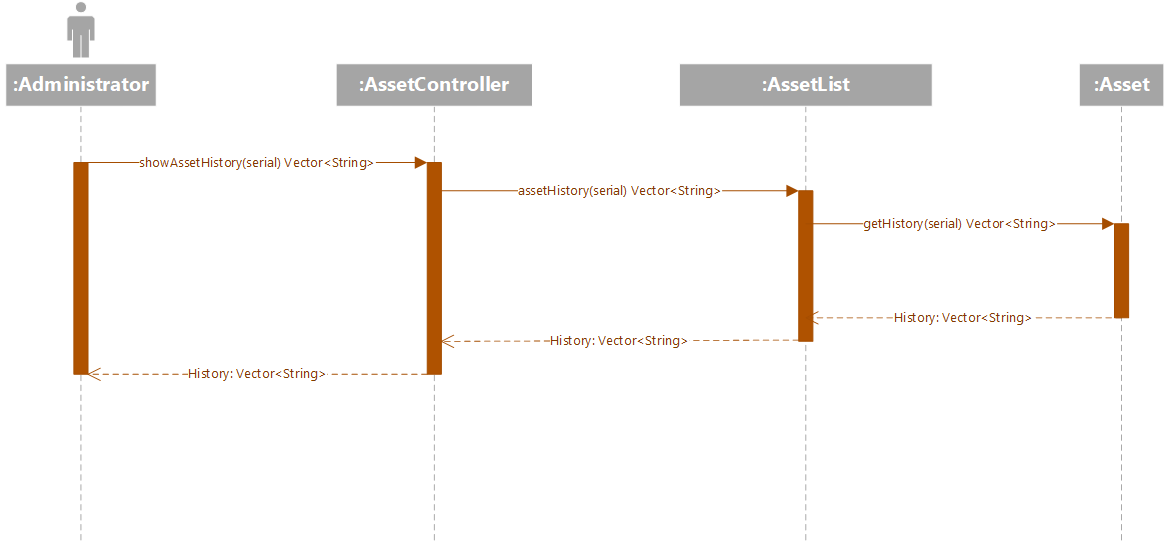 :Administrator
:AssetController
:AssetList
:Asset
showAssetHistory(serial) Vector<String>
assetHistory(serial) Vector<String>
getHistory(serial) Vector<String>
History: Vector<String>
History: Vector<String>
History: Vector<String>